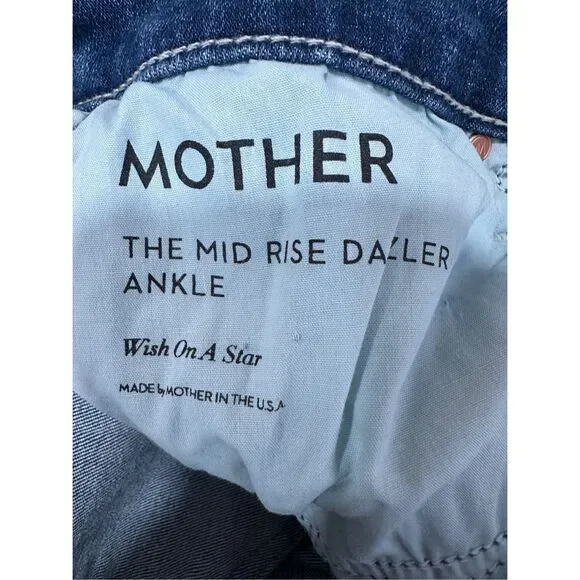 MOTHER
THE MID RISE DAZZLER
ANKLE
Wish On A Star
MADE by MOTHER IN THE U.S.A